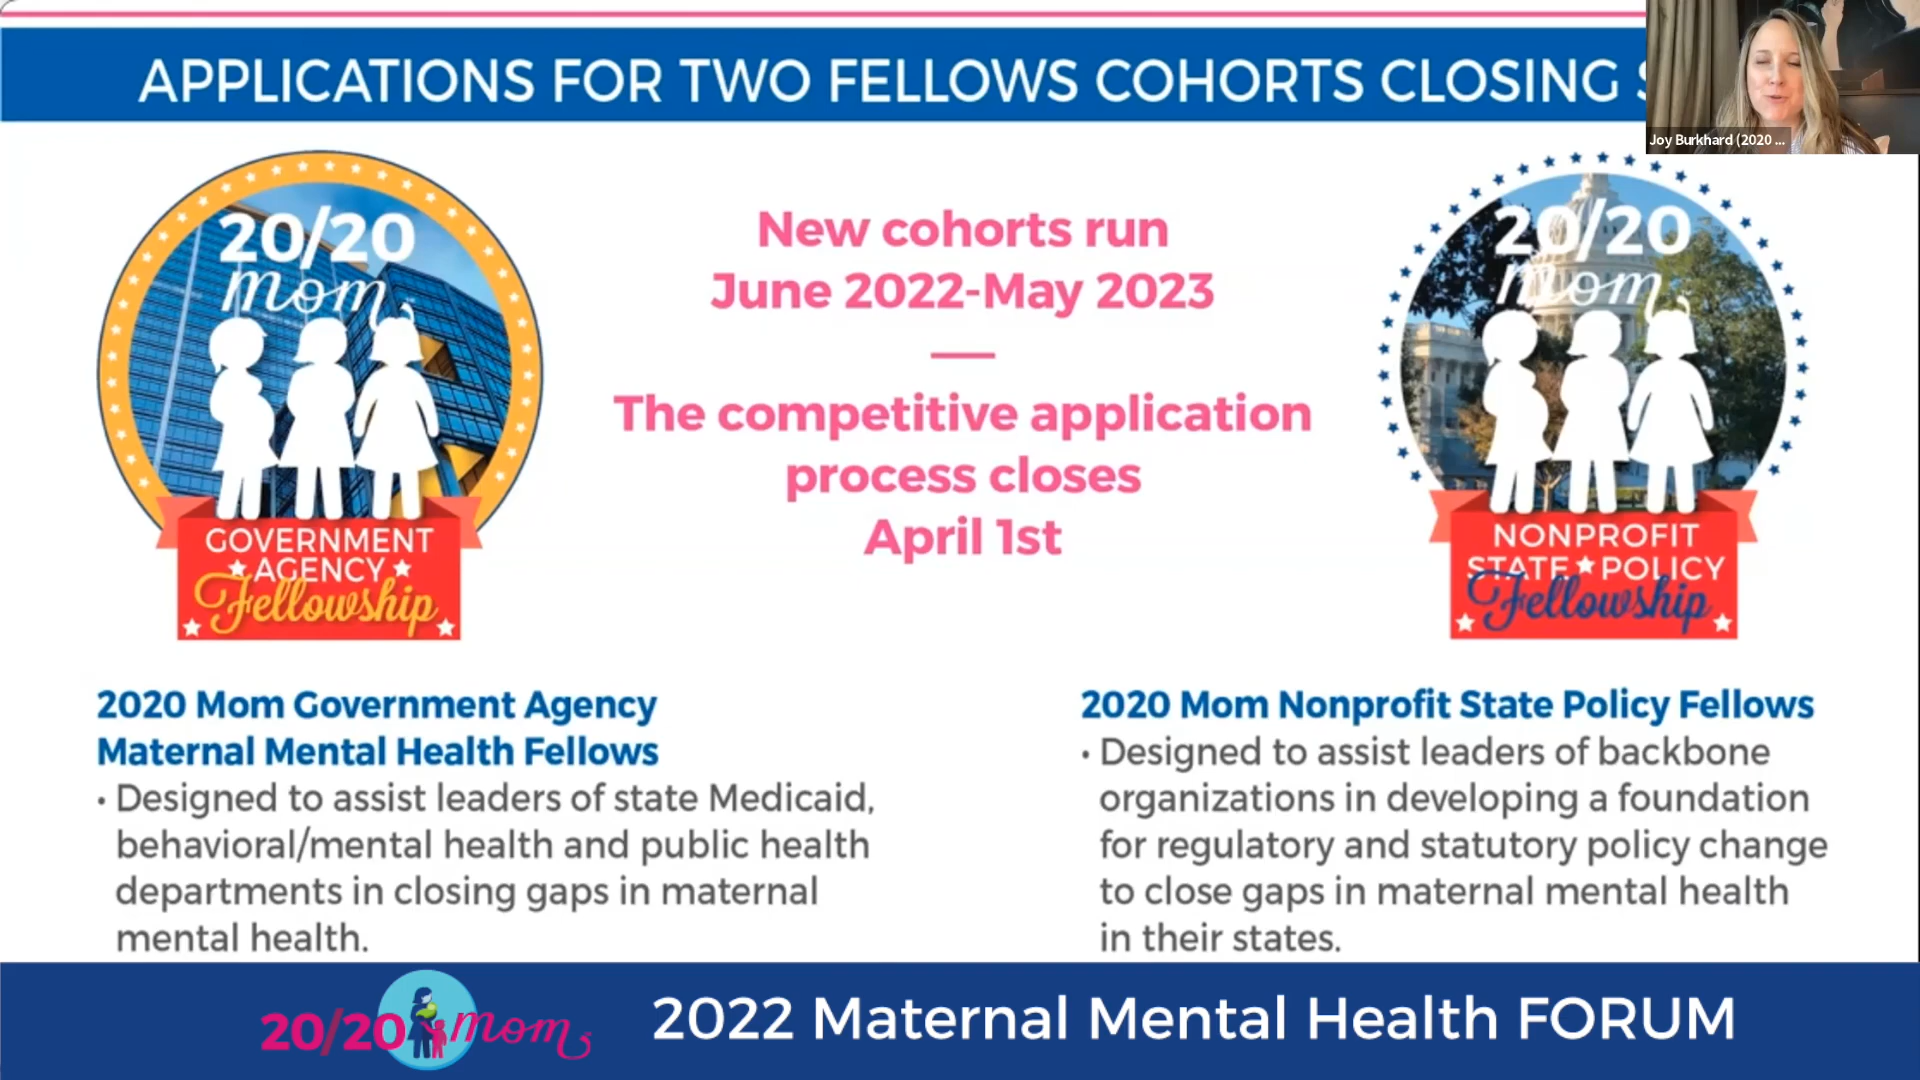 APPLICATIONS FOR TWO FELLOWS COHORTS CLOSING
Joy Burkhard (2020 ...
20/20
mom
GOVERNMENT
AGENCY
Fellowship
New cohorts run
June 2022-May 2023
The competitive application
process closes
April 1st
20/20
mom
NONPROFIT
STATE POLICY
Fellowship
2020 Mom Government Agency
Maternal Mental Health Fellows
• Designed to assist leaders of state Medicaid,
behavioral/mental health and public health
departments in closing gaps in maternal
mental health.
2020 Mom Nonprofit State Policy Fellows
• Designed to assist leaders of backbone
organizations in developing a foundation
for regulatory and statutory policy change
to close gaps in maternal mental health
in their states.
20/20 mom
2022 Maternal Mental Health FORUM